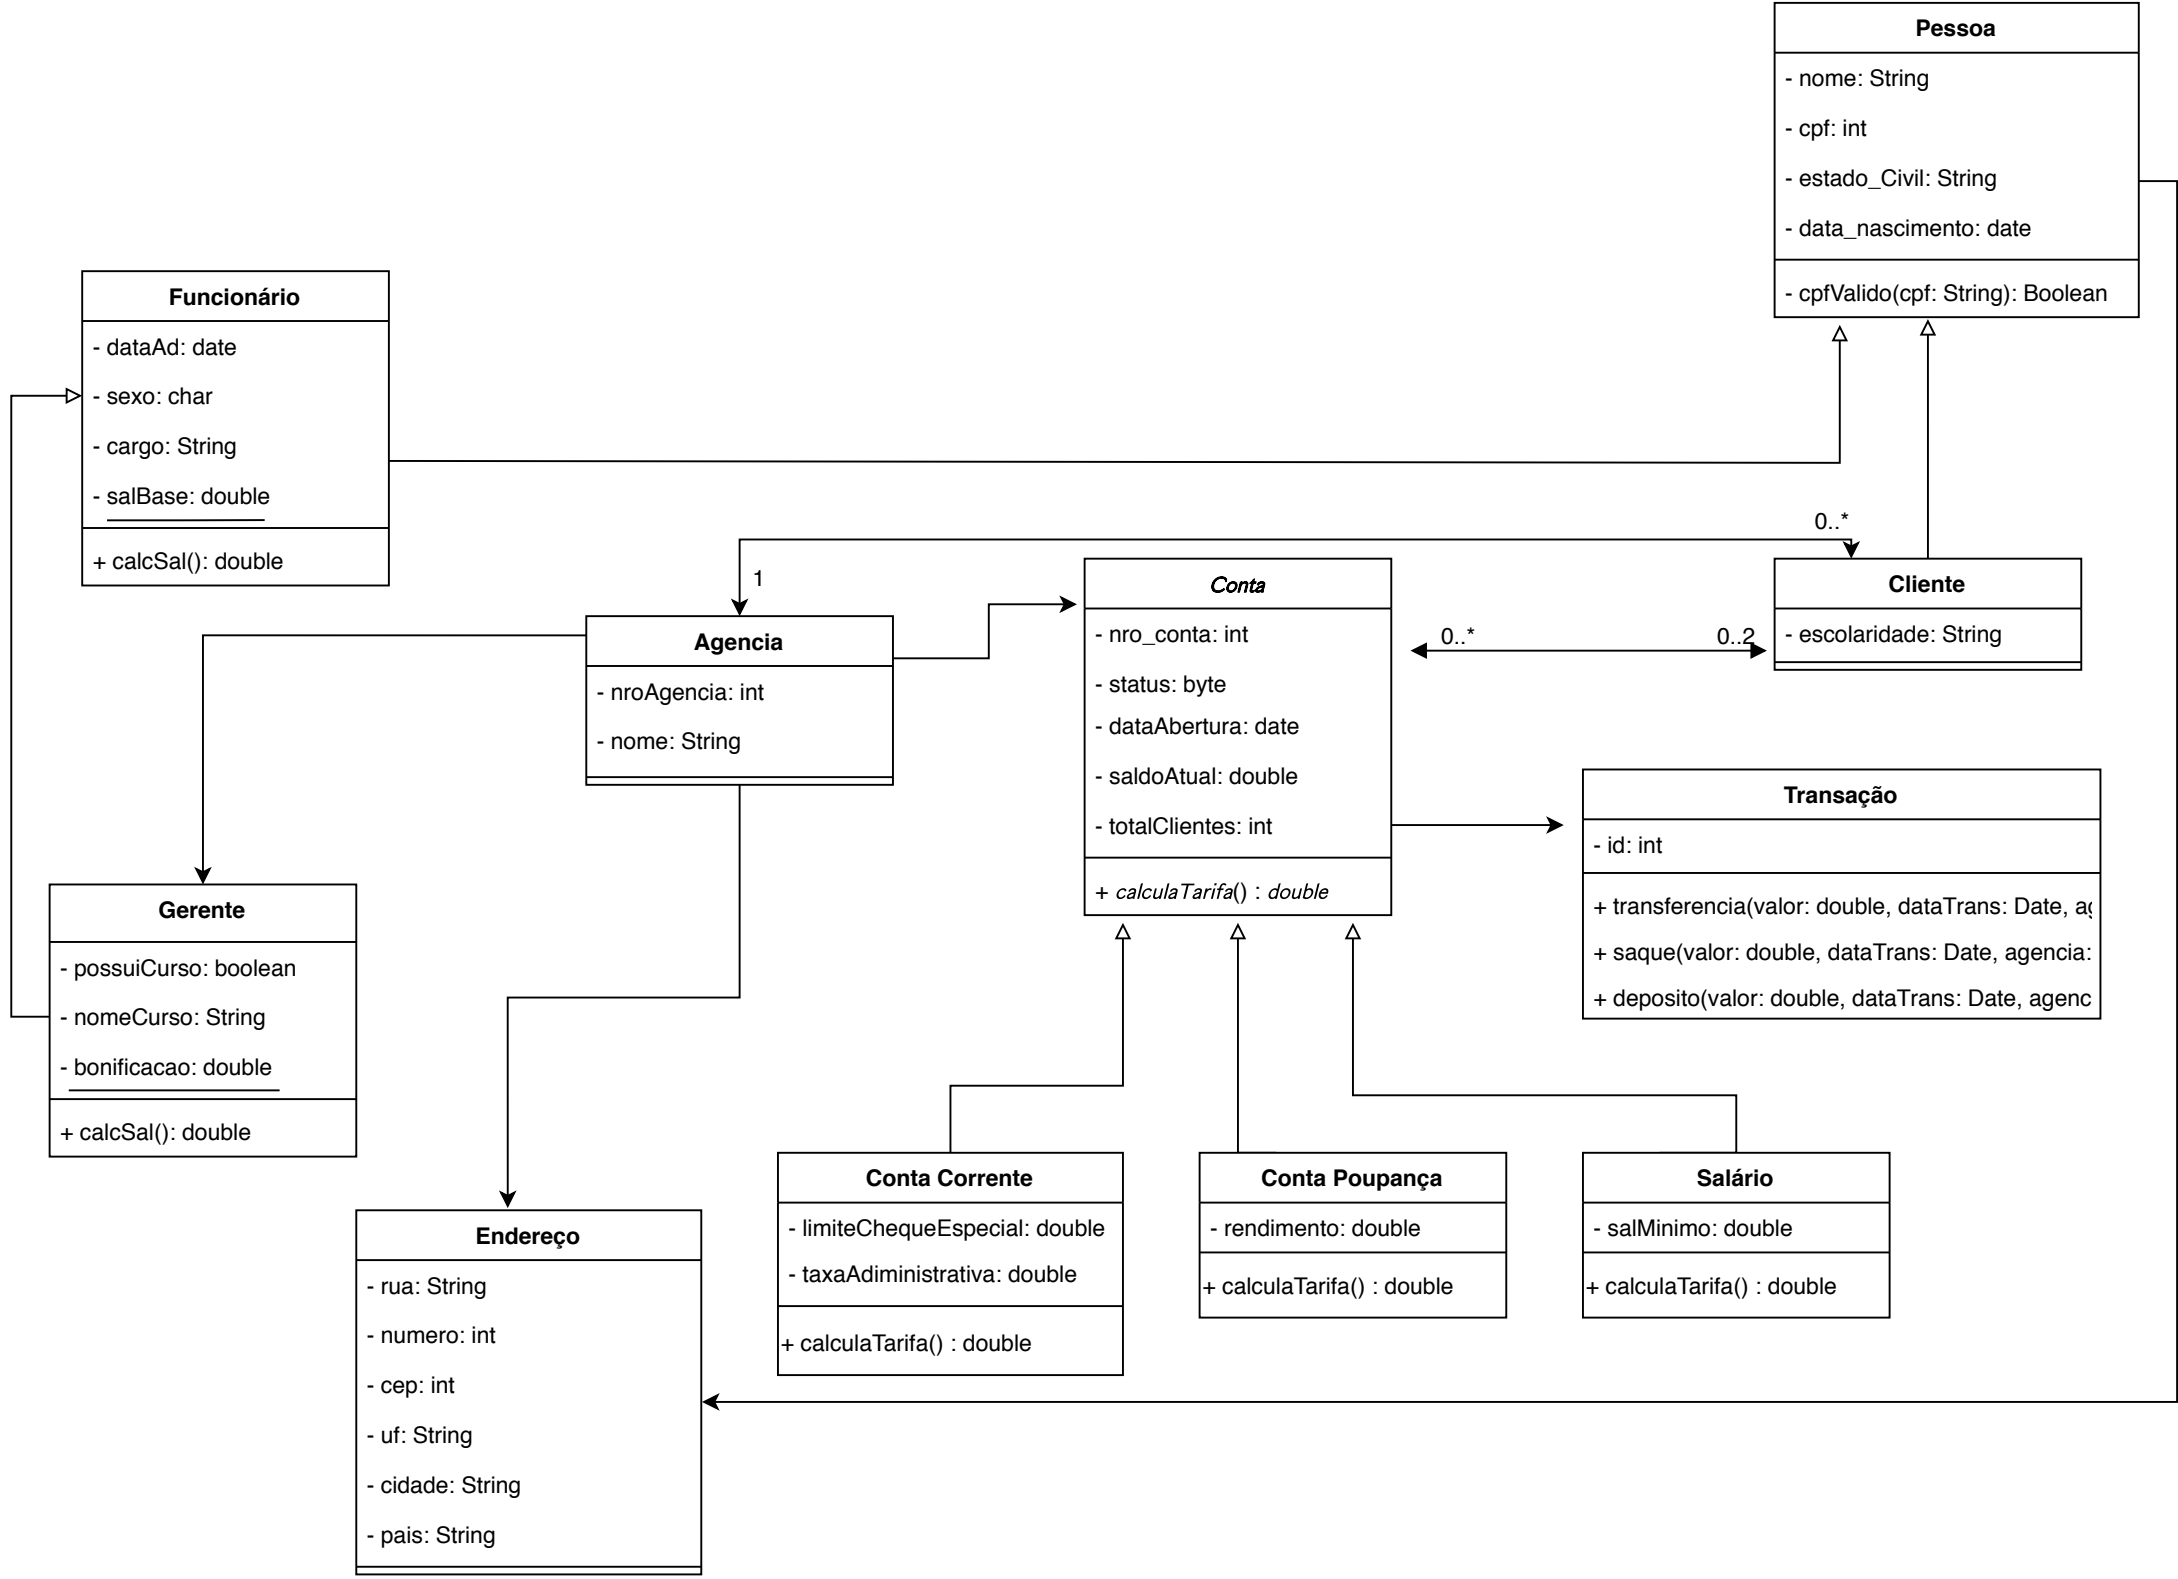 Pessoa
- nome: String
- cpf: int
- estado_Civil: String
- data_nascimento: date
- cpfValido(cpf: String): Boolean
Funcionário
- dataAd: date
- sexo: char
- cargo: String
- salBase: double
+ calcSal(): double
0..*
1
Agencia
- nroAgencia: int
- nome: String
Conta
- nro_conta: int
- status: byte
- dataAbertura: date
- saldoAtual: double
- totalClientes: int
+ calculaTarifa() : double
0..*
0..2
Cliente
- escolaridade: String
Transação
- id: int
+ transferencia(valor: double, dataTrans: Date,
+ saque(valor: double, dataTrans: Date, agencia:
+ deposito(valor: double, dataTrans: Date, agenc
Gerente
- possuiCurso: boolean
- nomeCurso: String
- bonificacao: double
+ calcSal(): double
Endereço
- rua: String
- numero: int
- cep: int
- uf: String
- cidade: String
- pais: String
Conta Corrente
- limiteChequeEspecial: double
- taxaAdiministrativa: double
+ calculaTarifa() : double
Conta Poupança
- rendimento: double
+ calculaTarifa() : double
Salário
- salMinimo: double
+ calculaTarifa() : double